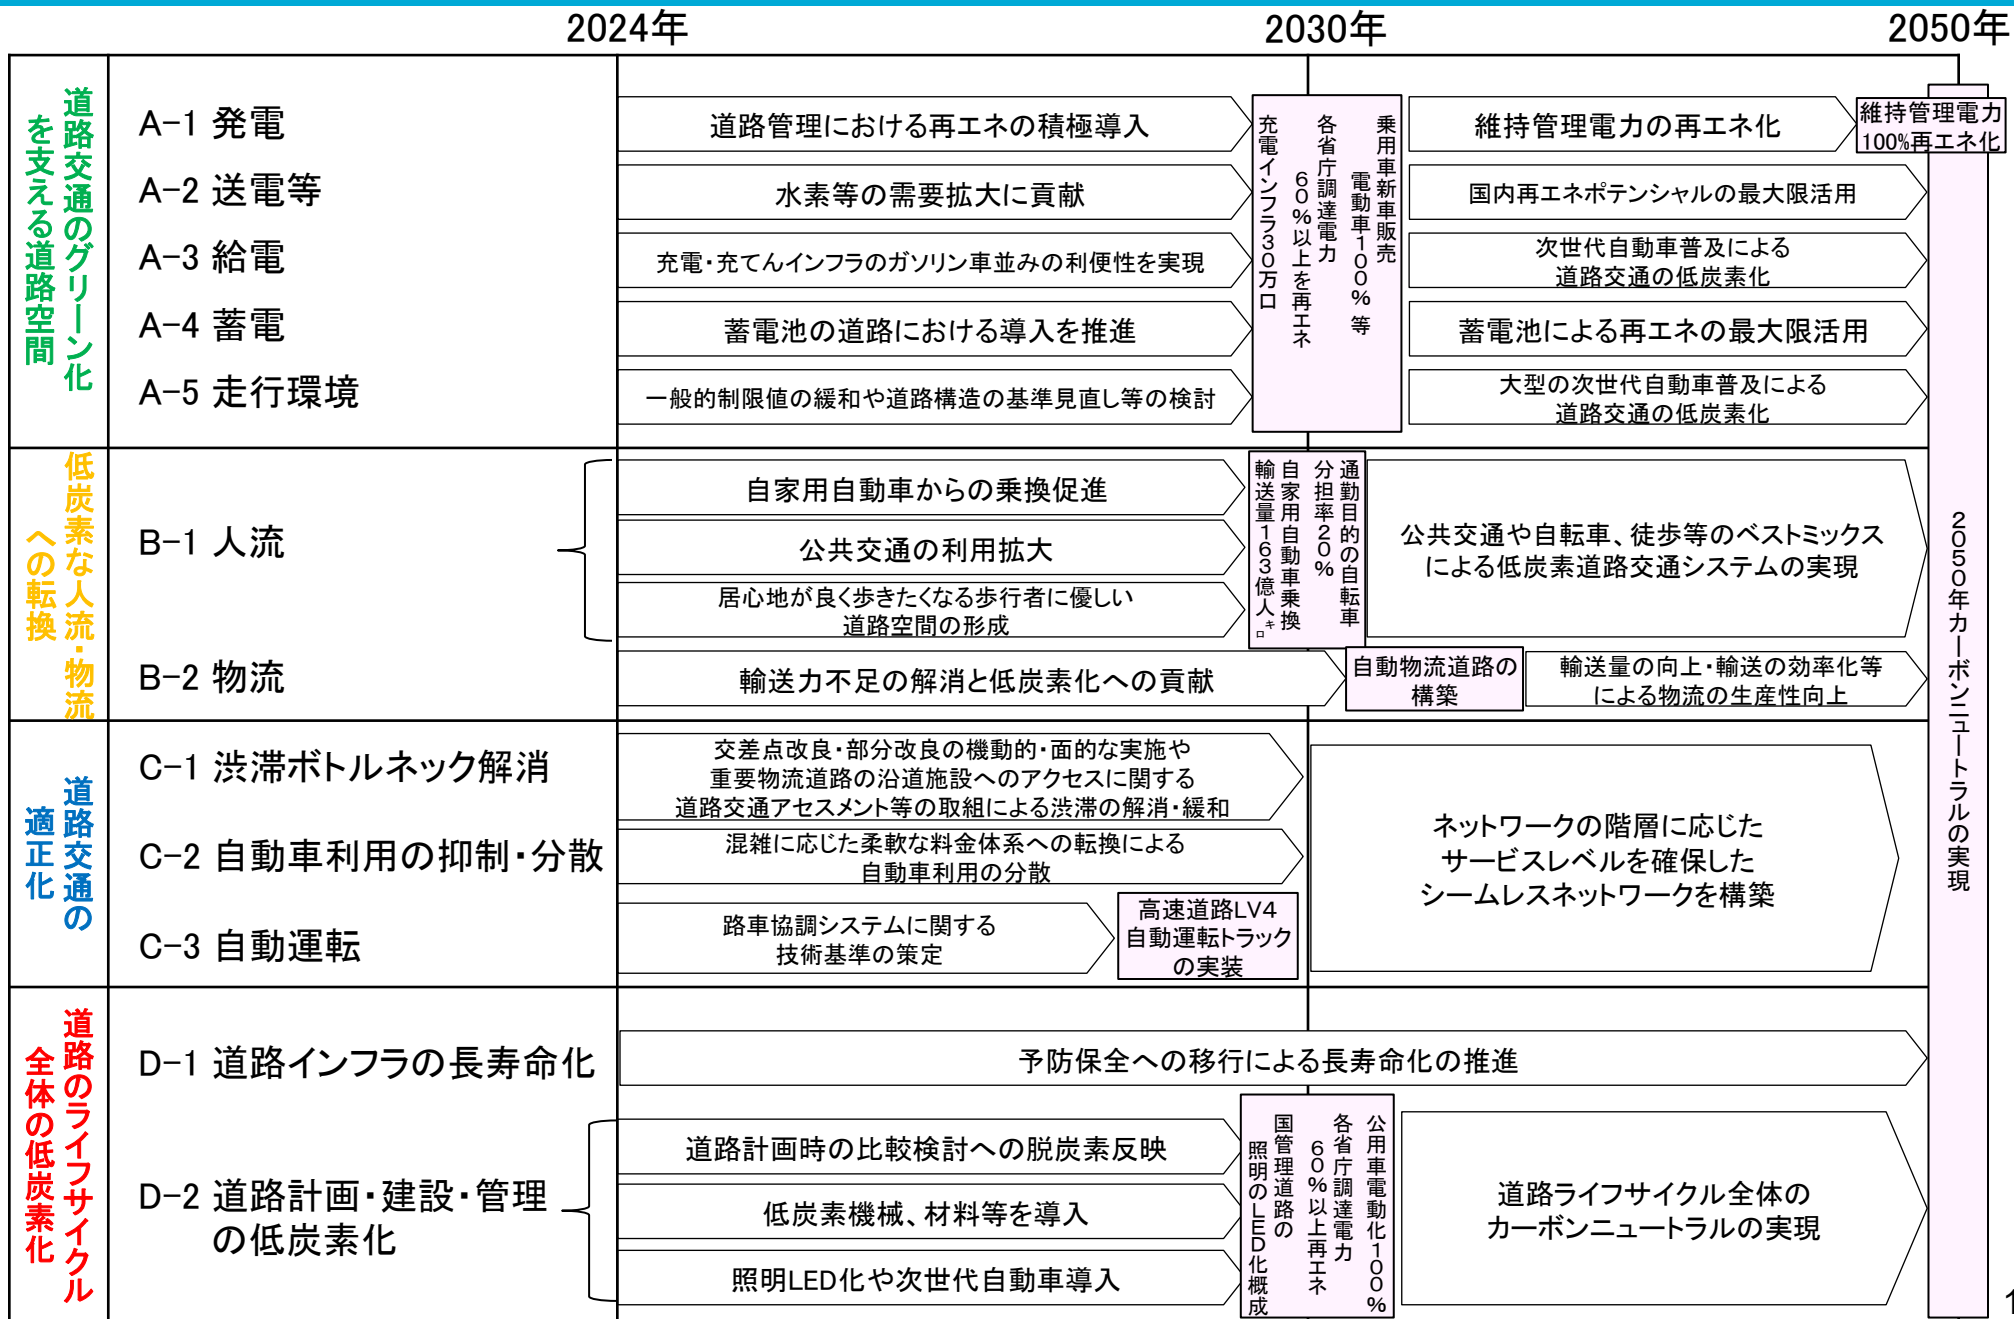 2024年
2030年
2050年
道路交通のグリーン化
を支える道路空間
A-1 発電
道路管理における再エネの積極導入
維持管理電力の再エネ化
維持管理電力
100%再エネ化
A-2 送電等
水素等の需要拡大に貢献
国内再エネポテンシャルの最大限活用
A-3 給電
充電・充てんインフラのガソリン車並みの利便性を実現
次世代自動車普及による
道路交通の低炭素化
A-4 蓄電
蓄電池の道路における導入を推進
蓄電池による再エネの最大限活用
A-5 走行環境
一般的制限値の緩和や道路構造の基準見直し等の検討
大型の次世代自動車普及による
道路交通の低炭素化
乗用車新車販売
電動車100%等
各省庁調達電力
60%以上を再エネ
充電インフラ30万口
低炭素な人流・物流
への転換
B-1 人流
自家用自動車からの乗換促進
公共交通の利用拡大
居心地が良く歩きたくなる歩行者に優しい
道路空間の形成
通勤目的の自転車
分担率20%
自家用自動車乗換
輸送量163億人キロ
公共交通や自転車、徒歩等のベストミックス
による低炭素道路交通システムの実現
B-2 物流
輸送力不足の解消と低炭素化への貢献
自動物流道路の
構築
輸送量の向上・輸送の効率化等
による物流の生産性向上
道路交通の
適正化
C-1 渋滞ボトルネック解消
交差点改良・部分改良の機動的・面的な実施や
重要物流道路の沿道施設へのアクセスに関する
道路交通アセスメント等の取組による渋滞の解消・緩和
C-2 自動車利用の抑制・分散
混雑に応じた柔軟な料金体系への転換による
自動車利用の分散
C-3 自動運転
路車協調システムに関する
技術基準の策定
高速道路LV4
自動運転トラック
の実装
ネットワークの階層に応じた
サービスレベルを確保した
シームレスネットワークを構築
道路のライフサイクル
全体の低炭素化
D-1 道路インフラの長寿命化
予防保全への移行による長寿命化の推進
D-2 道路計画・建設・管理
の低炭素化
道路計画時の比較検討への脱炭素反映
低炭素機械、材料等を導入
照明LED化や次世代自動車導入
公用車電動化100%
各省庁調達電力
60%以上再エネ
国管理道路の
照明のLED化概成
道路ライフサイクル全体の
カーボンニュートラルの実現
2050年カーボンニュートラルの実現
1